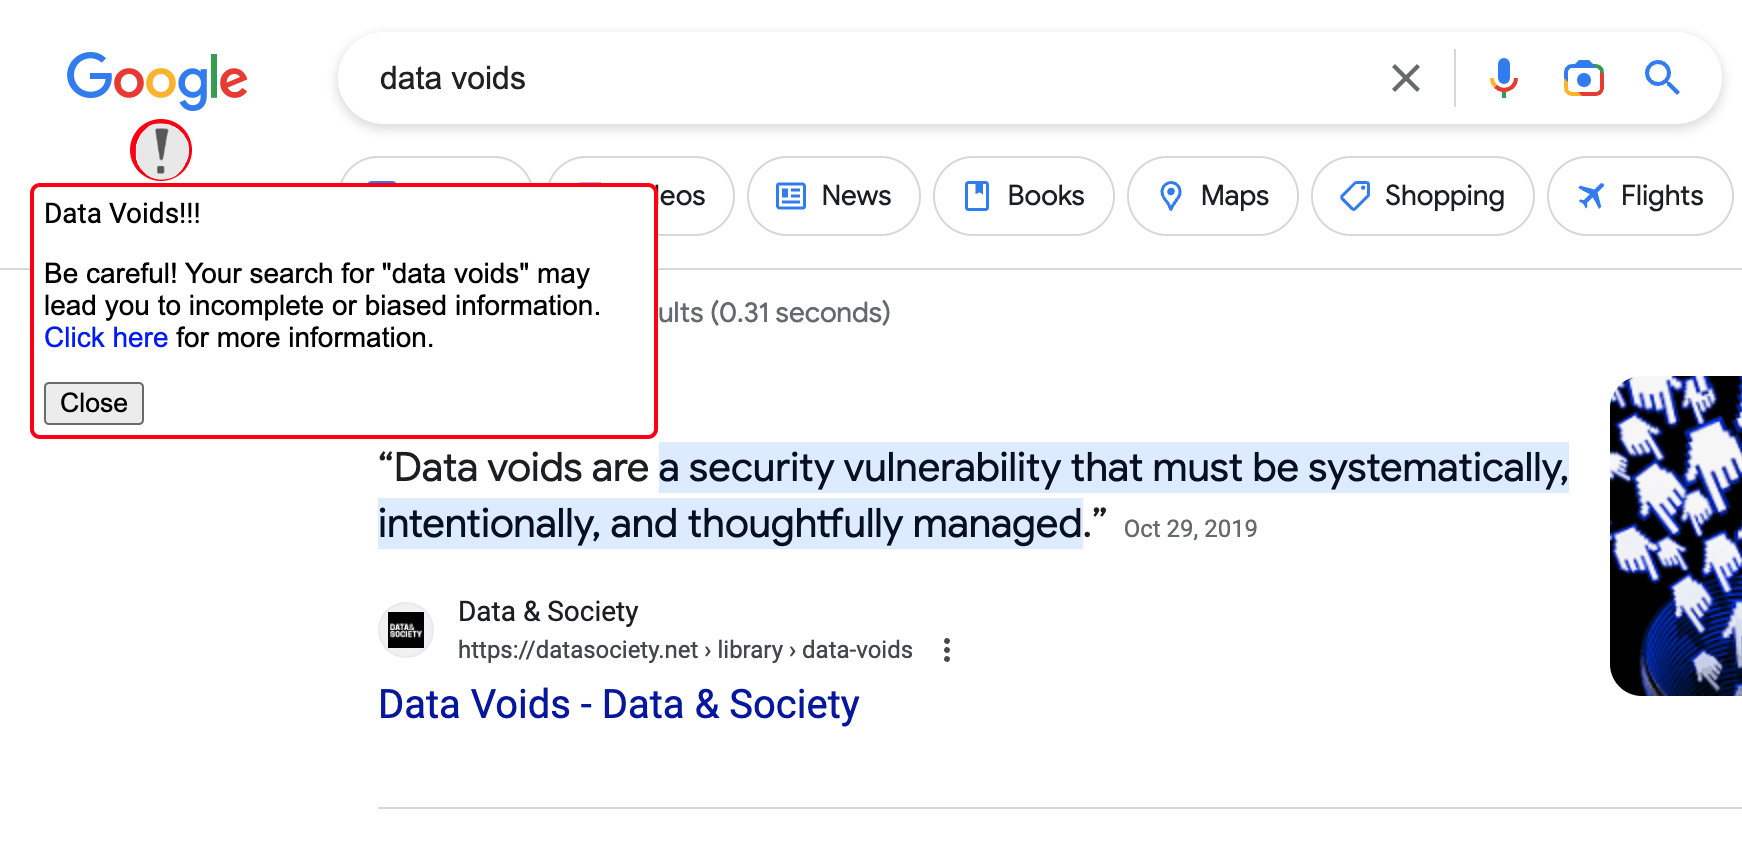 Google
data voids
!
eos
News
Books
Maps
Shopping
Flights
Data Voids!!!
Be careful! Your search for "data voids" may
lead you to incomplete or biased information.
Click here for more information.
Close
ults (0.31 seconds)
“Data voids are a security vulnerability that must be systematically,
intentionally, and thoughtfully managed.” Oct 29, 2019
DATA&
SOCIETY
Data & Society
https://datasociety.net › library › data-voids
Data Voids - Data & Society